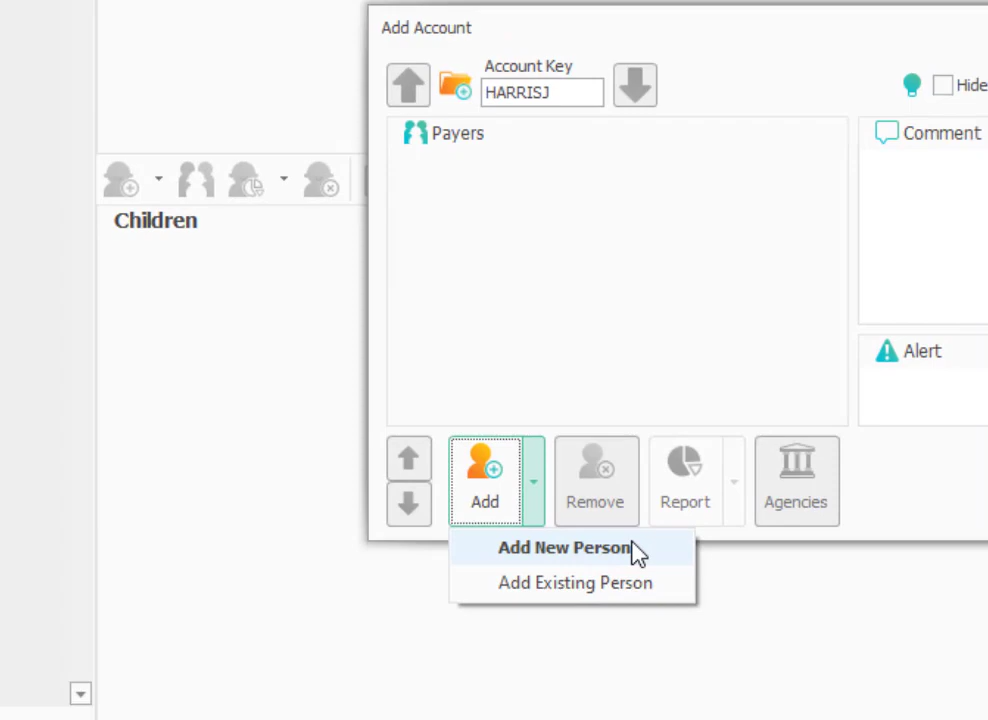 Add Account
Account Key
HARRISJ
Hide
Payers
Comment
Children
Alert
Add
Remove
Report
Agencies
Add New Person
Add Existing Person